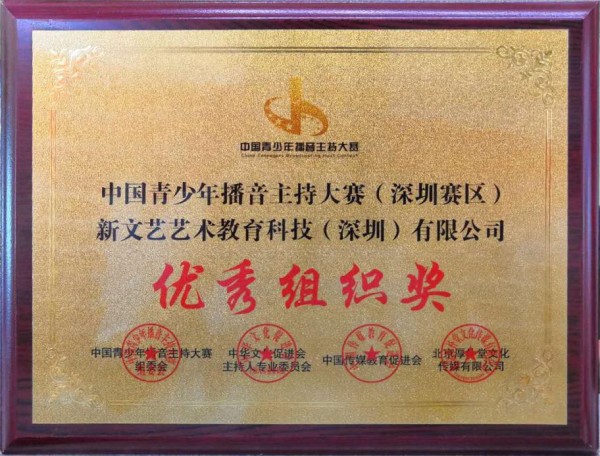 中国青少年播音主持大赛
China Teenagers Broadcasting Host Contest
中国青少年播音主持大赛（深圳赛区）
新文艺艺术教育科技（深圳）有限公司
优秀组织奖
中国青少年播音主持大赛
组委会
中华文化促进会
主持人专业委员会
中国传媒教育促进会
北京厚
堂文化
传媒有限公司